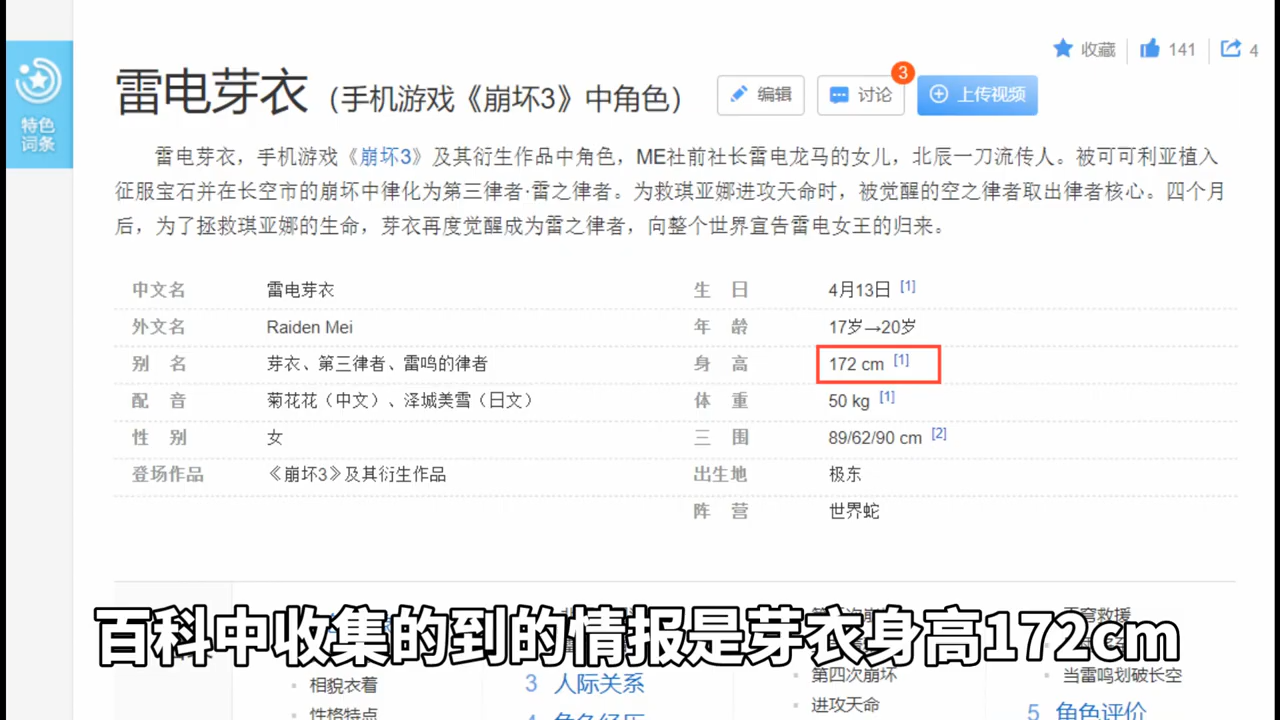 收藏 141 4
特色
词条
雷电芽衣（手机游戏《崩坏3》中角色） 编辑 讨论 3 上传视频
雷电芽衣，手机游戏《崩坏3》及其衍生作品中角色，ME社前社长雷电龙马的女儿，北辰一刀流传人。被可可利亚植入
征服宝石并在长空市的崩坏中律化为第三律者·雷之律者。为救琪亚娜进攻天命时，被觉醒的空之律者取出律者核心。四个月
后，为了拯救琪亚娜的生命，芽衣再度觉醒成为雷之律者，向整个世界宣告雷电女王的归来。
中文名 雷电芽衣 生 日 4月13日 [1]
外文名 Raiden Mei 年 龄 17岁→20岁
别 名 芽衣、第三律者、雷鸣的律者 身 高 172 cm [1]
配 音 菊花花（中文）、泽城美雪（日文） 体 重 50 kg [1]
性 别 女 三 围 89/62/90 cm [2]
登场作品 《崩坏3》及其衍生作品 出生地 极东
阵 营 世界蛇
百科中收集的到的情报是芽衣身高172cm
相貌衣着 3 人际关系 第四次崩坏 当雷鸣划破长空
性格特点 4 角色经历 进攻天命 5 角色评价